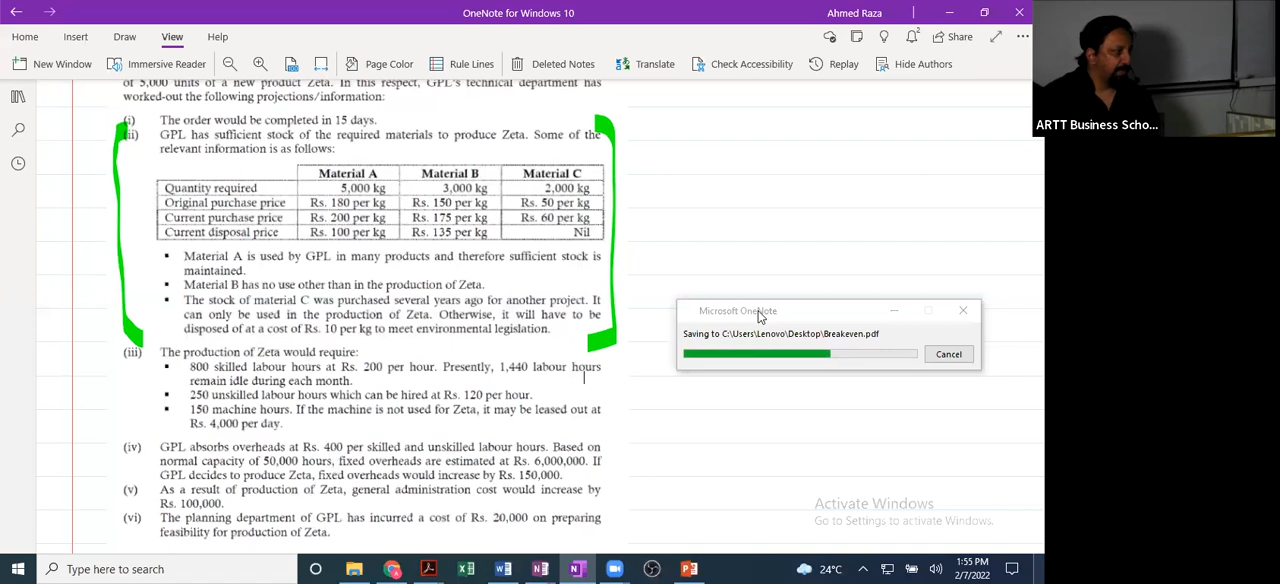 OneNote for Windows 10
Ahmed Raza
Home Insert Draw View Help
Share
New Window Immersive Reader Page Color Rule Lines Deleted Notes Translate Check Accessibility Replay Hide Authors
of 5,000 units of a new product Zeta. In this respect, GPL's technical department has
worked-out the following projections/information:
(i) The order would be completed in 15 days.
(ii) GPL has sufficient stock of the required materials to produce Zeta. Some of the
relevant information is as follows:
Material A Material B Material C
Quantity required 5,000 kg 3,000 kg 2,000 kg
Original purchase price Rs. 180 per kg Rs. 150 per kg Rs. 50 per kg
Current purchase price Rs. 200 per kg Rs. 175 per kg Rs. 60 per kg
Current disposal price Rs. 100 per kg Rs. 135 per kg Nil
▪ Material A is used by GPL in many products and therefore sufficient stock is
maintained.
▪ Material B has no use other than in the production of Zeta.
▪ The stock of material C was purchased several years ago for another project. It
can only be used in the production of Zeta. Otherwise, it will have to be
disposed of at a cost of Rs. 10 per kg to meet environmental legislation.
(iii) The production of Zeta would require:
▪ 800 skilled labour hours at Rs. 200 per hour. Presently, 1,440 labour hours
remain idle during each month.
▪ 250 unskilled labour hours which can be hired at Rs. 120 per hour.
▪ 150 machine hours. If the machine is not used for Zeta, it may be leased out at
Rs. 4,000 per day.
(iv) GPL absorbs overheads at Rs. 400 per skilled and unskilled labour hours. Based on
normal capacity of 50,000 hours, fixed overheads are estimated at Rs. 6,000,000. If
GPL decides to produce Zeta, fixed overheads would increase by Rs. 150,000.
(v) As a result of production of Zeta, general administration cost would increase by
Rs. 100,000.
(vi) The planning department of GPL has incurred a cost of Rs. 20,000 on preparing
feasibility for production of Zeta.
Microsoft OneNote
Saving to C:\Users\Lenovo\Desktop\Breakeven.pdf
Cancel
ARTT Business Scho...
Activate Windows
Go to Settings to activate Windows.
Type here to search
24°C
1:55 PM
2/7/2022